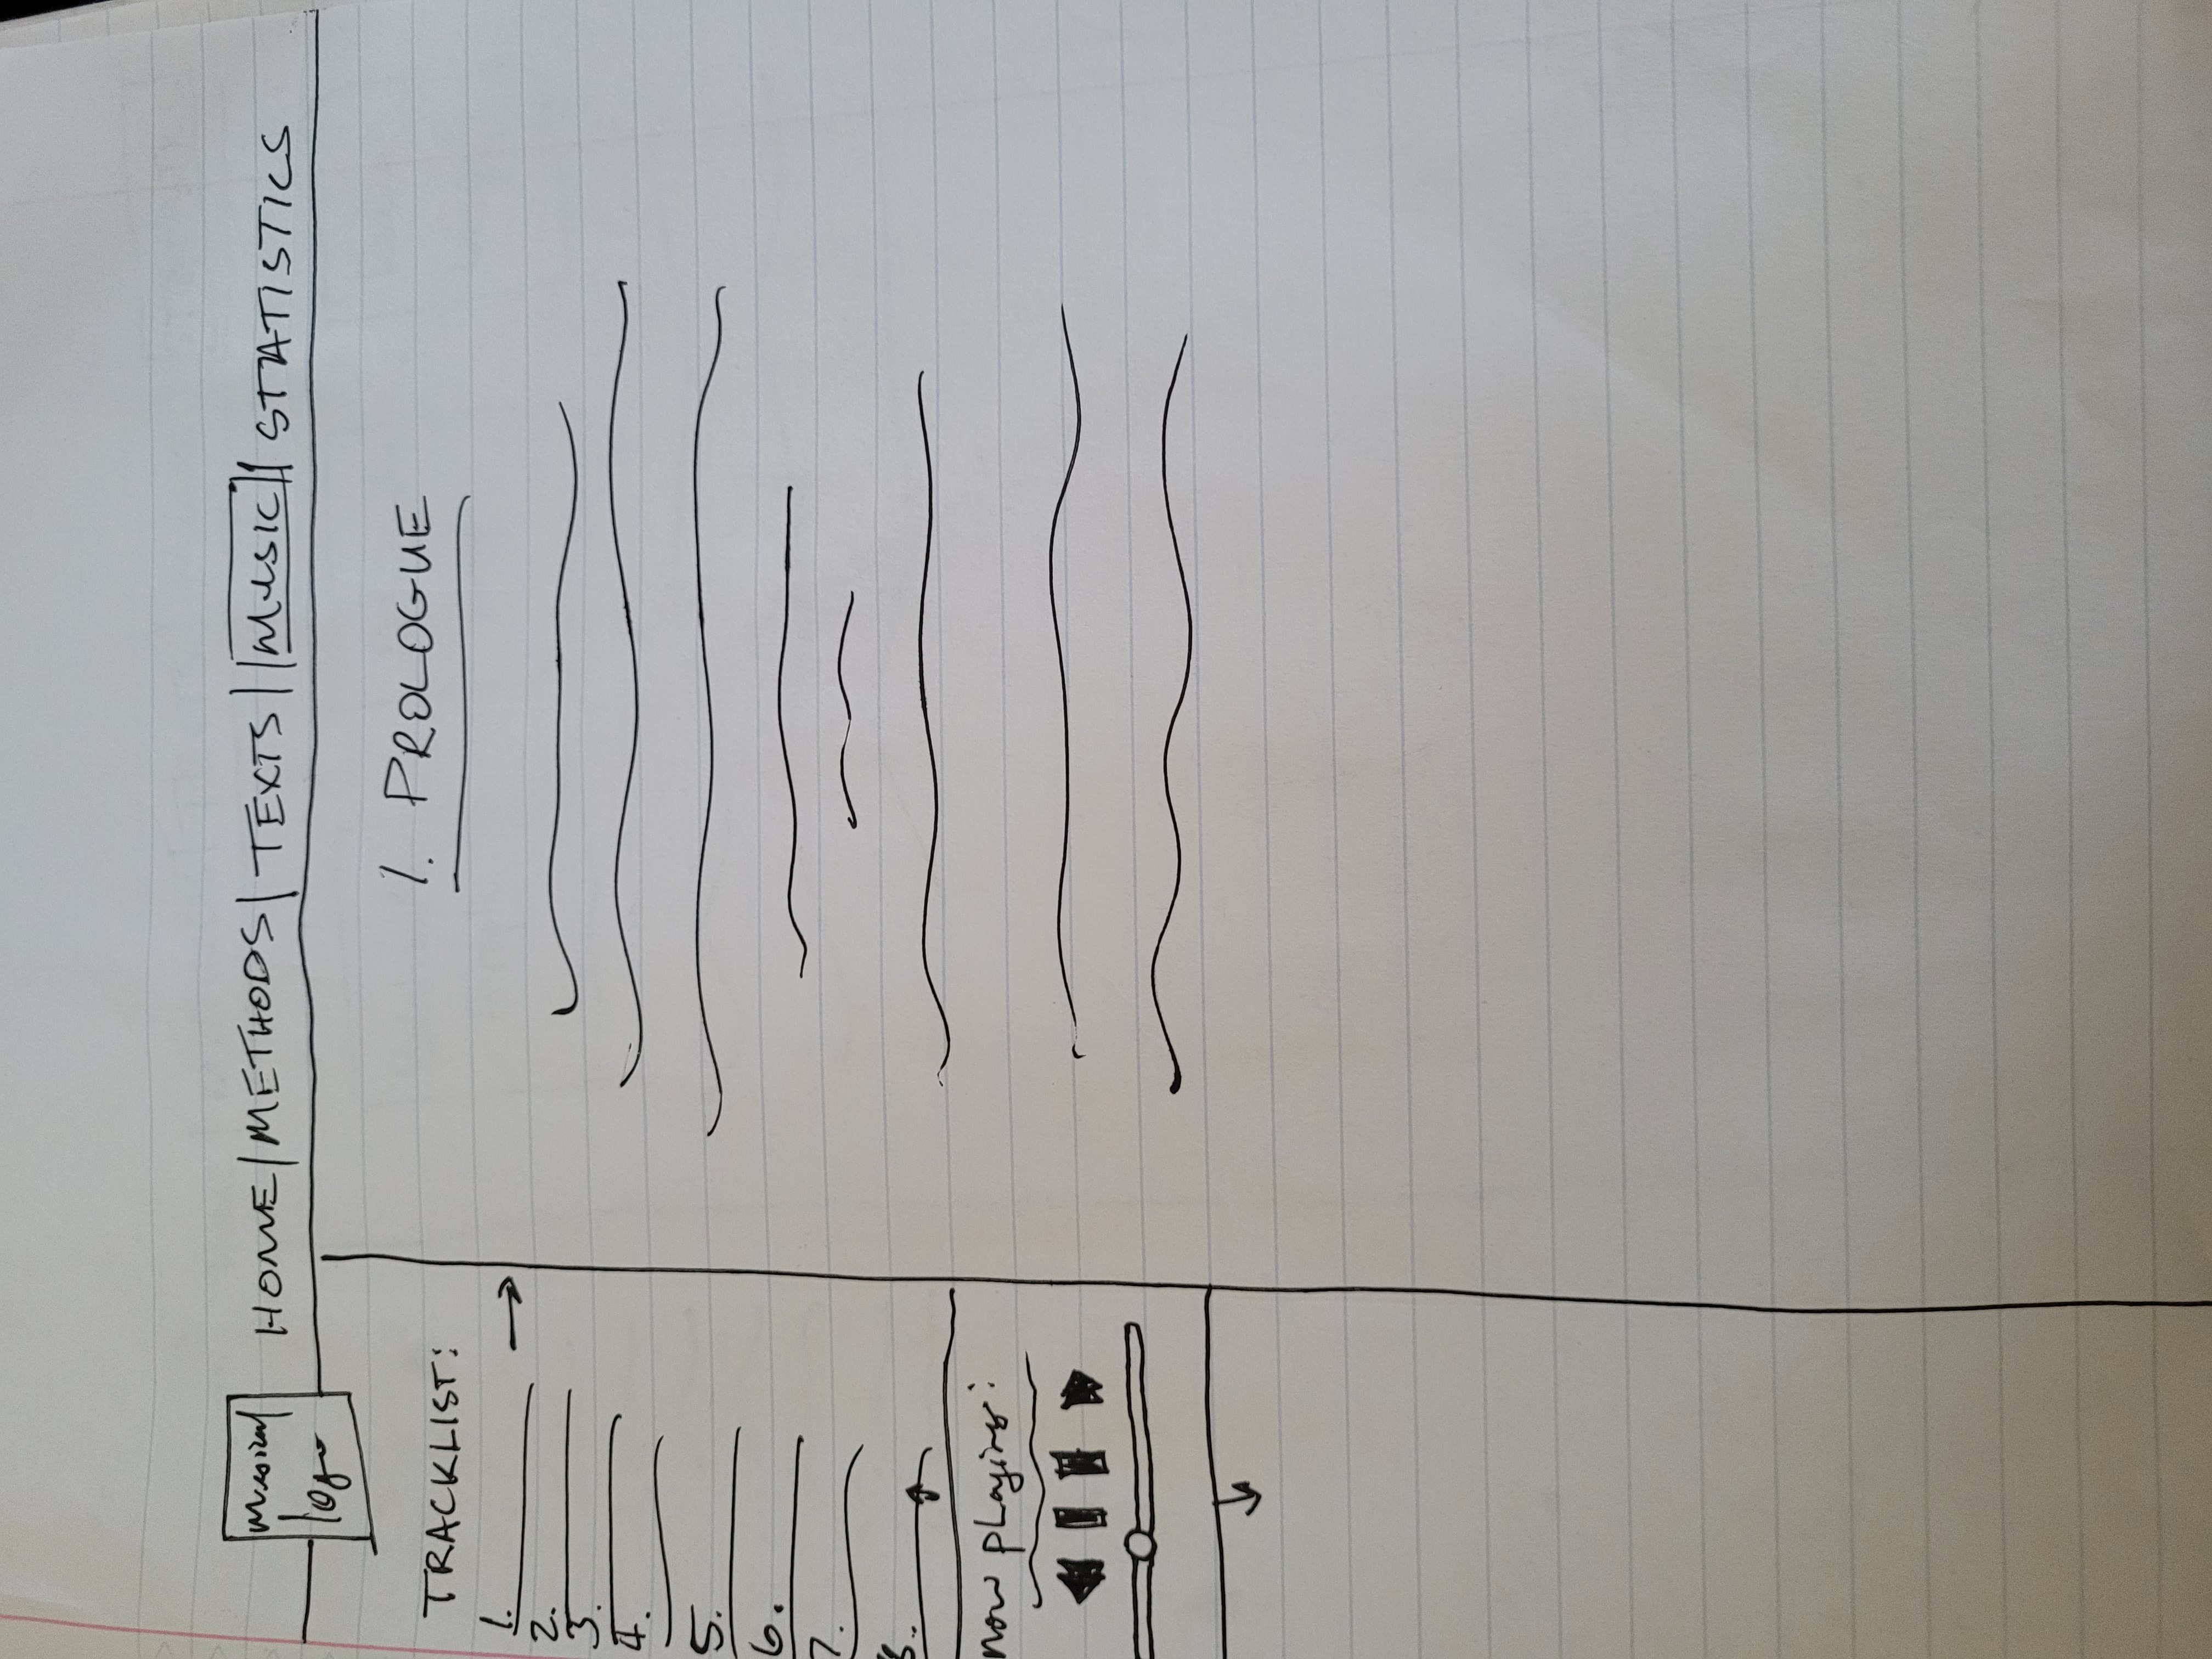 musical
logo
HOME | METHODS | TEXTS | MUSIC | STATISTICS
TRACKLIST:
1.
2.
3.
4.
5.
6.
7.
8.
now playing:
1. PROLOGUE